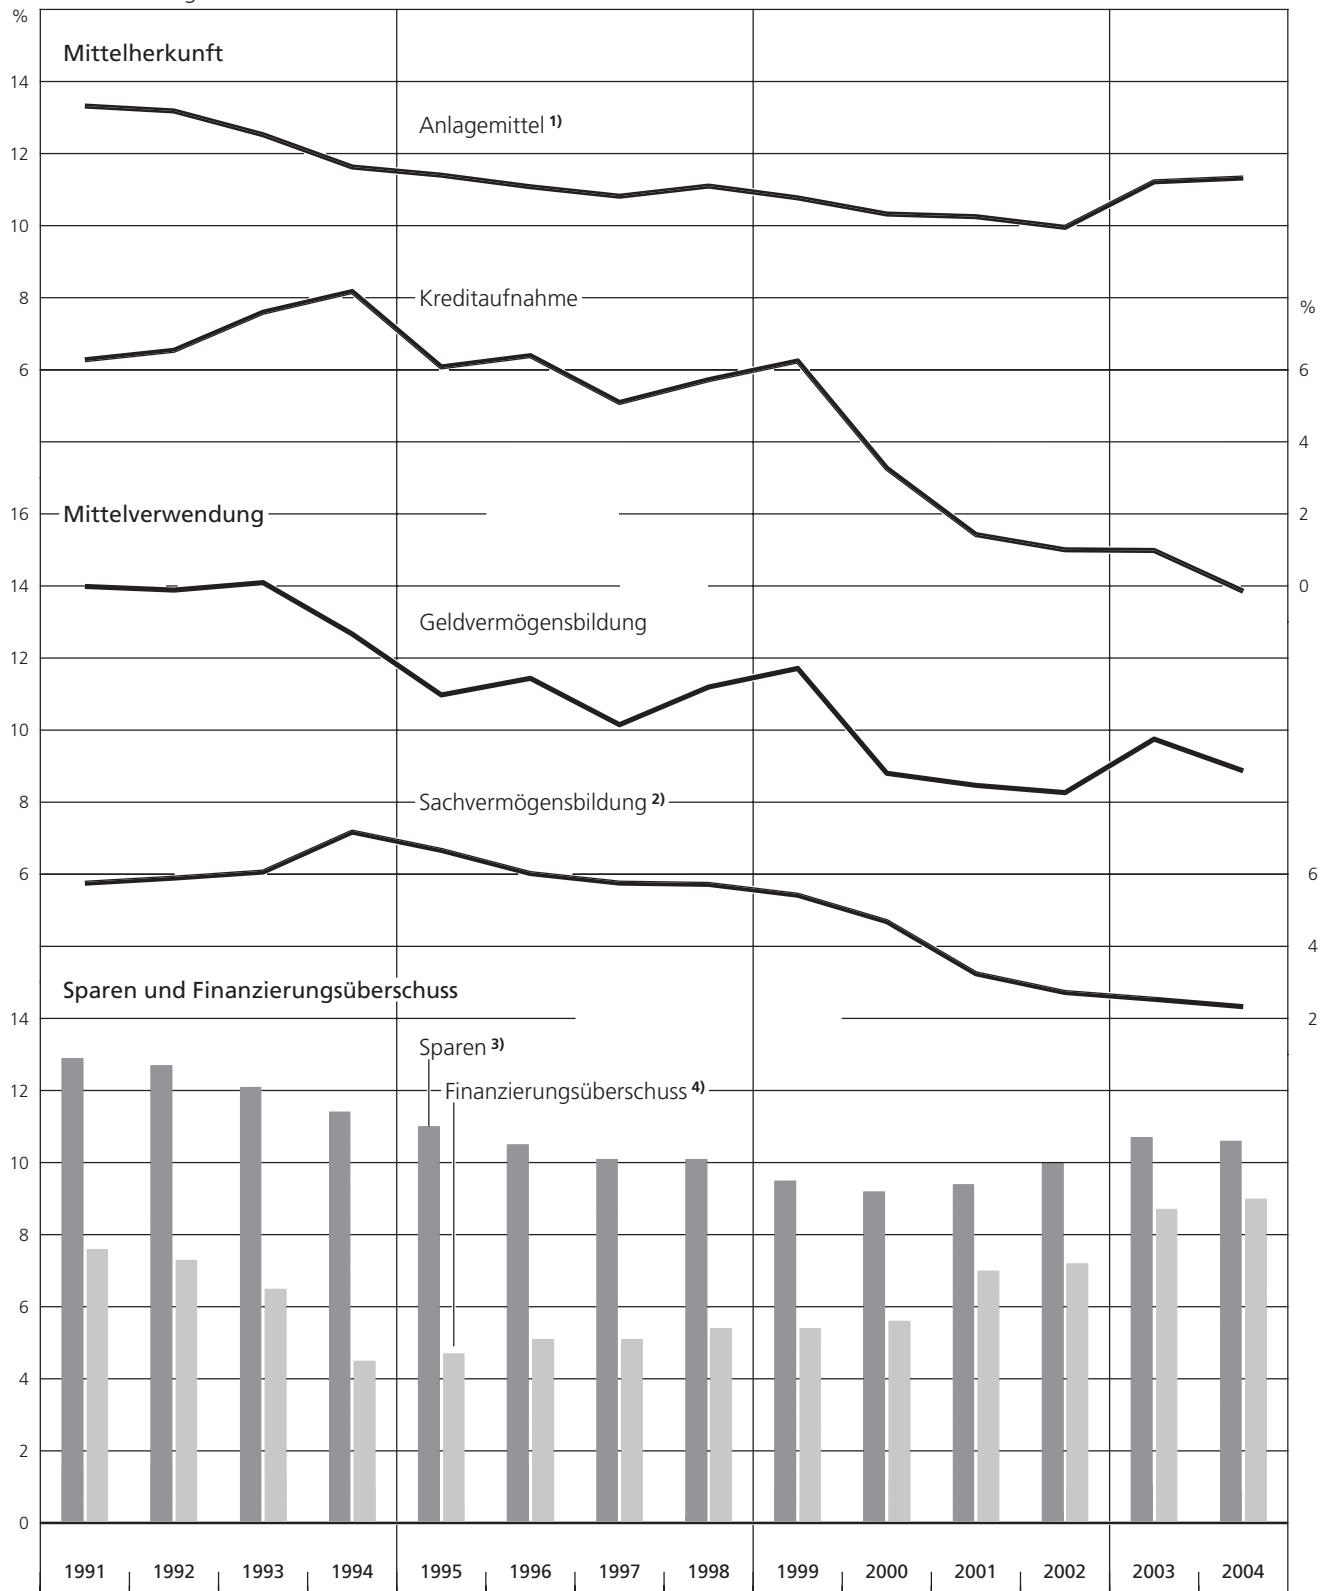 %
Mittelherkunft
14
Anlagemittel 1)
12
10
8
Kreditaufnahme
%
6
6
4
16
Mittelverwendung
2
14
0
Geldvermögensbildung
12
10
8
Sachvermögensbildung 2)
6
6
4
Sparen und Finanzierungsüberschuss
14
2
Sparen 3)
12
Finanzierungsüberschuss 4)
10
8
6
4
2
0
1991 1992 1993 1994 1995 1996 1997 1998 1999 2000 2001 2002 2003 2004